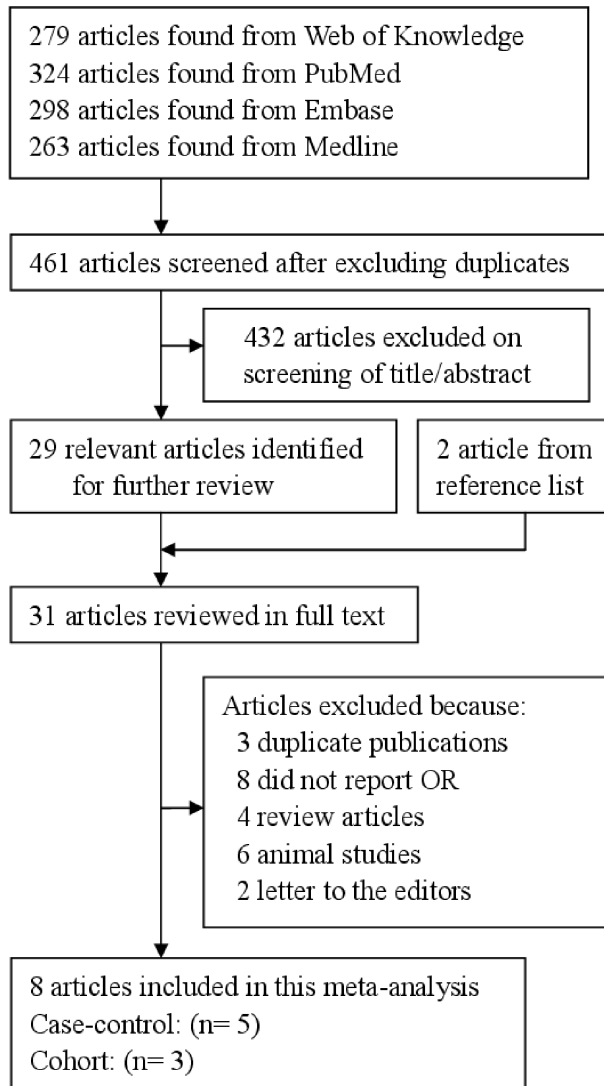 279 articles found from Web of Knowledge
324 articles found from PubMed
298 articles found from Embase
263 articles found from Medline
461 articles screened after excluding duplicates
432 articles excluded on
screening of title/abstract
29 relevant articles identified
for further review
2 article from
reference list
31 articles reviewed in full text
Articles excluded because:
3 duplicate publications
8 did not report OR
4 review articles
6 animal studies
2 letter to the editors
8 articles included in this meta-analysis
Case-control: (n= 5)
Cohort: (n= 3)